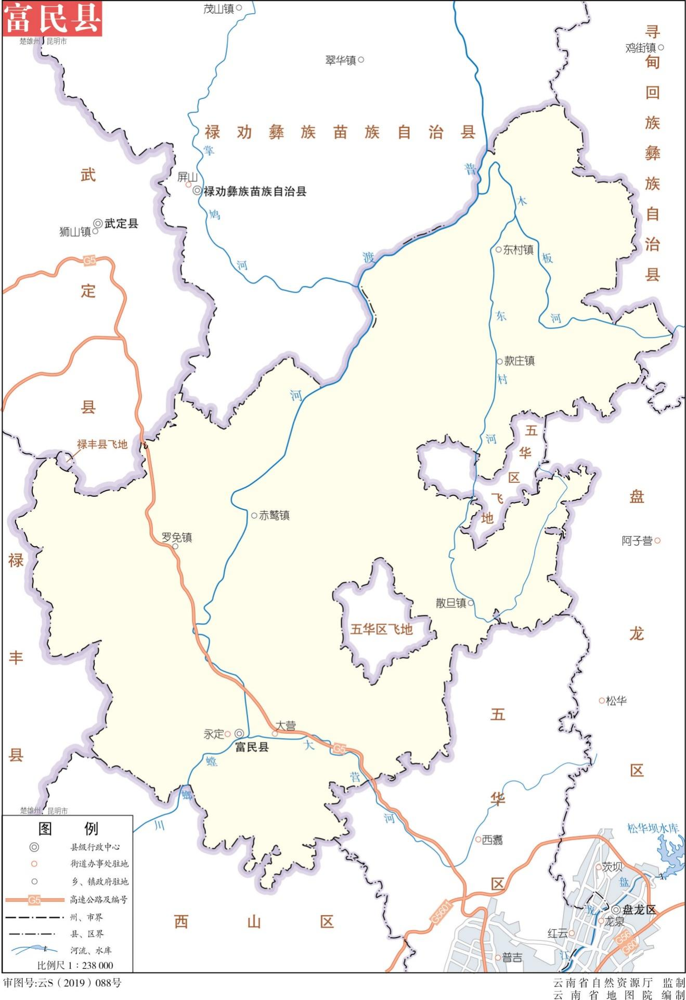 富民县
楚雄州 昆明市
茂山镇
翠华镇
鸡街镇
寻甸回族彝族自治县
禄劝彝族苗族自治县
掌鸠河
普渡河
屏山
禄劝彝族苗族自治县
武定县
武定县
狮山镇
G5
木板河
东村镇
东村河
款庄镇
禄丰县飞地
五华区飞地
盘龙区
阿子营
赤鹫镇
罗免镇
禄丰县
散旦镇
五华区飞地
松华
五华区
永定
富民县
大营
大营河
G5
螳螂川
楚雄州 昆明市
西翥
松华坝水库
茨坝
盘龙江
盘龙区
龙泉
红云
普吉
G5601
G56
G60
西山区
图 例
县级行政中心
街道办事处驻地
乡、镇政府驻地
G5 高速公路及编号
州、市界
县、区界
河流、水库
比例尺 1：238 000
审图号:云S（2019）088号
云南省自然资源厅 监制
云南省地图院 编制